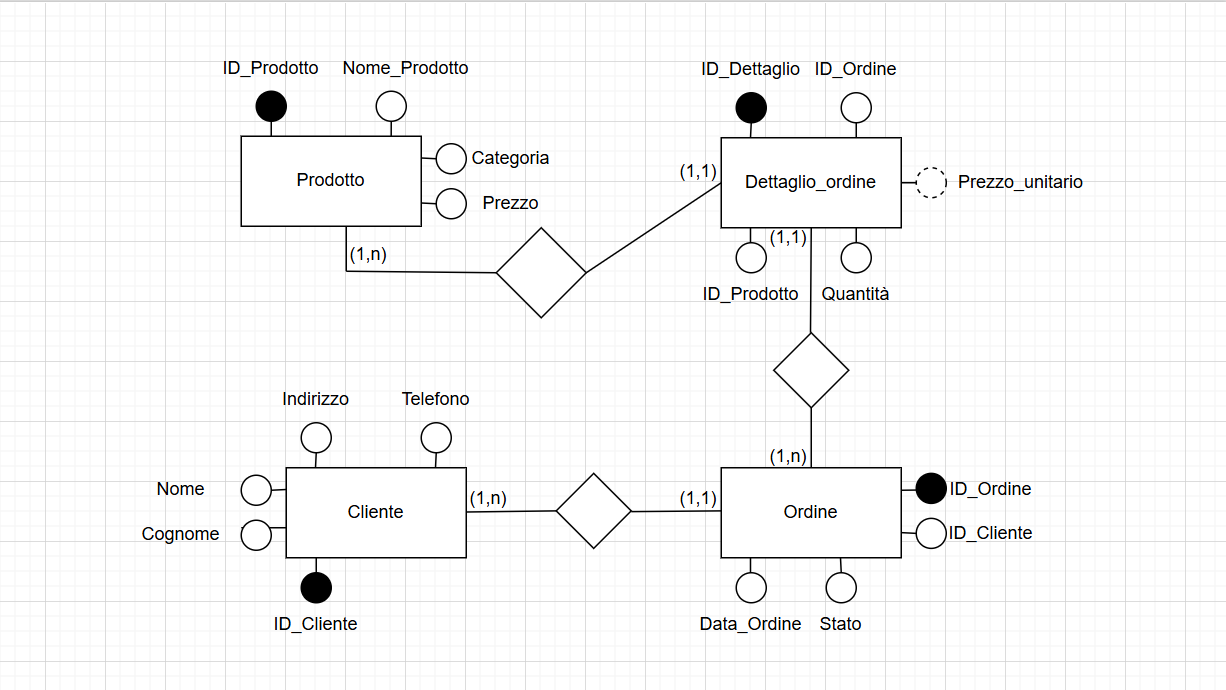 ID_Prodotto
Nome_Prodotto
ID_Dettaglio
ID_Ordine
Prodotto
Categoria
Prezzo
(1,n)
(1,1)
Dettaglio_ordine
Prezzo_unitario
(1,1)
ID_Prodotto
Quantità
Indirizzo
Telefono
Nome
Cognome
Cliente
(1,n)
(1,1)
(1,n)
Ordine
ID_Ordine
ID_Cliente
ID_Cliente
Data_Ordine
Stato